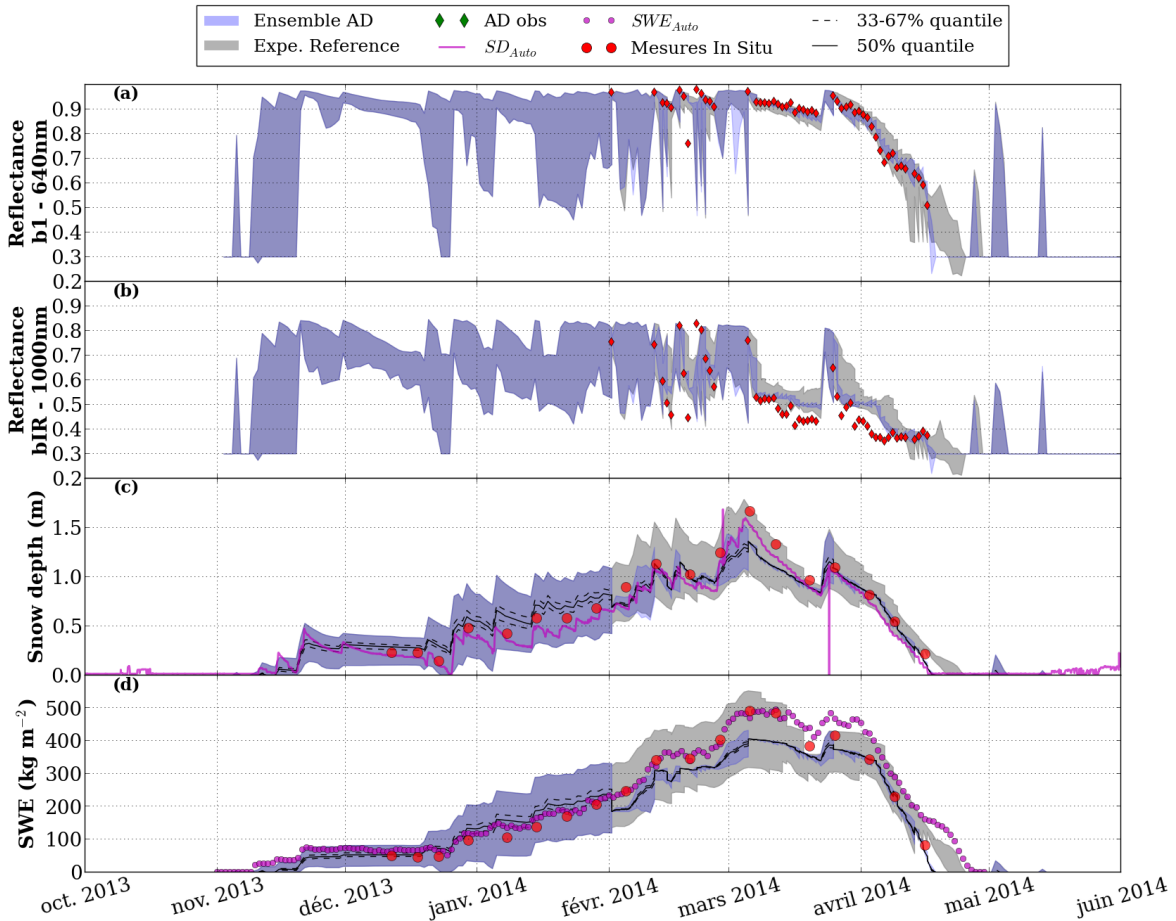 Ensemble AD AD obs SWE_Auto 33-67% quantile
Expe. Reference SD_Auto Mesures In Situ 50% quantile
(a)
Reflectance
b1 - 640nm
0.9
0.8
0.7
0.6
0.5
0.4
0.3
0.2
(b)
Reflectance
bIR - 1000nm
0.9
0.8
0.7
0.6
0.5
0.4
0.3
0.2
(c)
Snow depth (m)
1.5
1.0
0.5
0.0
(d)
SWE (kg m⁻²)
500
400
300
200
100
0
oct. 2013 nov. 2013 déc. 2013 janv. 2014 févr. 2014 mars 2014 avril 2014 mai 2014 juin 2014